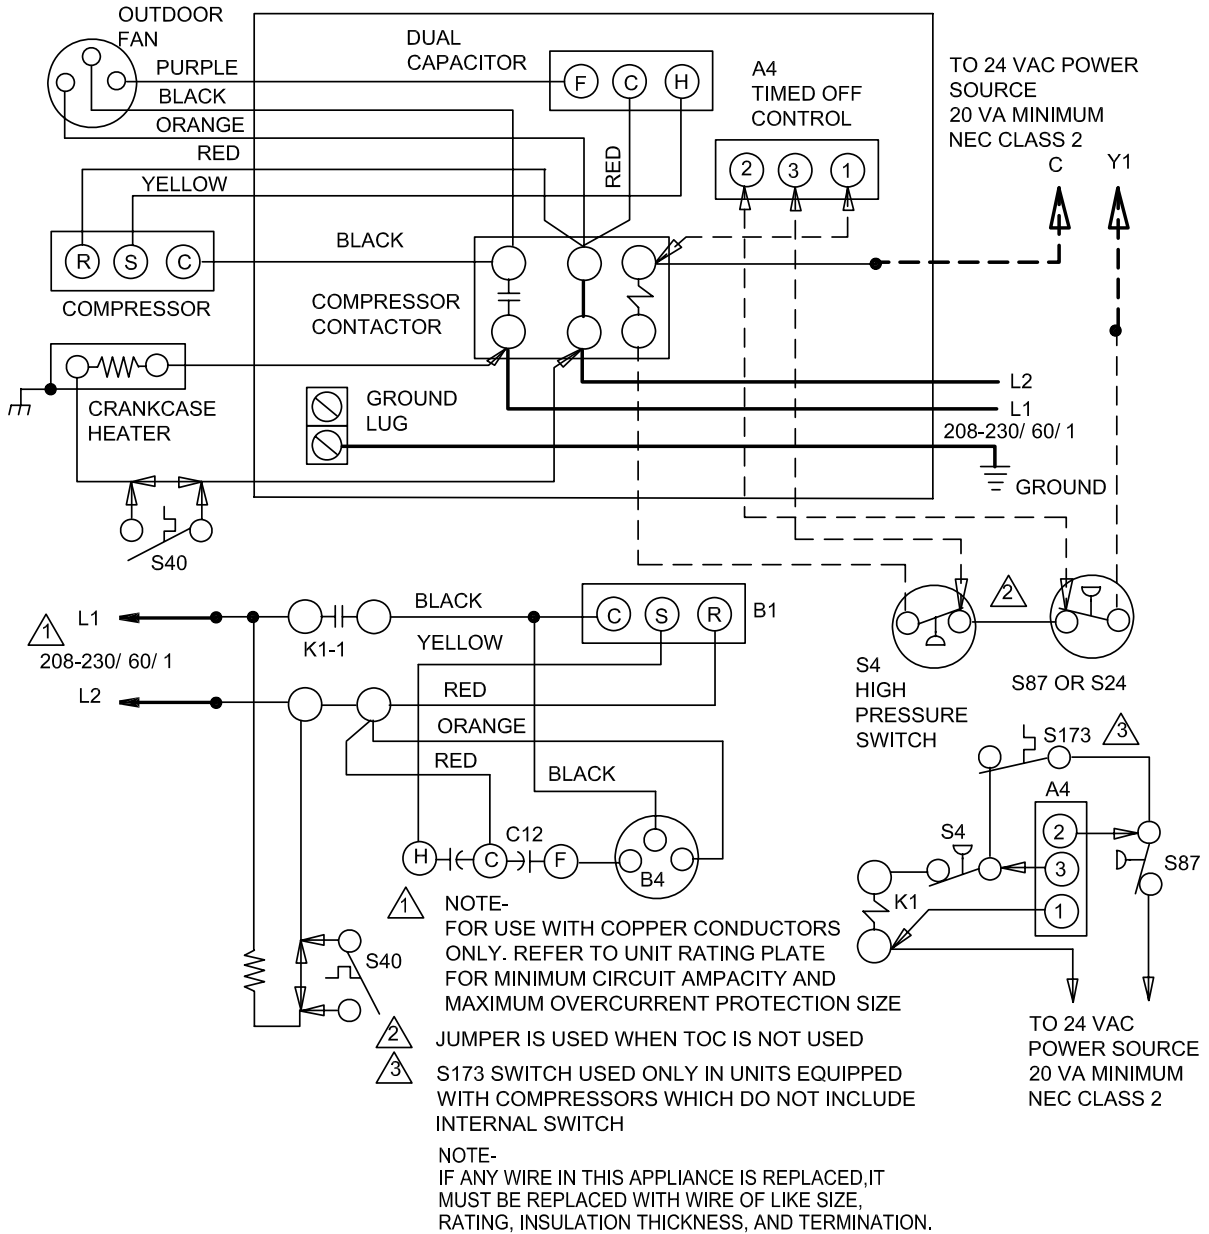 OUTDOOR
FAN
PURPLE
BLACK
ORANGE
RED
YELLOW
DUAL
CAPACITOR
F C H
RED
A4
TIMED OFF
CONTROL
2 3 1
TO 24 VAC POWER
SOURCE
20 VA MINIMUM
NEC CLASS 2
C Y1
R S C
COMPRESSOR
BLACK
COMPRESSOR
CONTACTOR
CRANKCASE
HEATER
GROUND
LUG
L2
L1
208-230/ 60/ 1
GROUND
S40
1 L1
208-230/ 60/ 1
L2
K1-1
BLACK
C S R B1
YELLOW
RED
ORANGE
RED
BLACK
H C C12 F
B4
S40
2
S4
HIGH
PRESSURE
SWITCH
S87 OR S24
S173 3
A4
2
3
1
S4
K1
S87
TO 24 VAC
POWER SOURCE
20 VA MINIMUM
NEC CLASS 2
1 NOTE-
FOR USE WITH COPPER CONDUCTORS
ONLY. REFER TO UNIT RATING PLATE
FOR MINIMUM CIRCUIT AMPACITY AND
MAXIMUM OVERCURRENT PROTECTION SIZE
2 JUMPER IS USED WHEN TOC IS NOT USED
3 S173 SWITCH USED ONLY IN UNITS EQUIPPED
WITH COMPRESSORS WHICH DO NOT INCLUDE
INTERNAL SWITCH
NOTE-
IF ANY WIRE IN THIS APPLIANCE IS REPLACED,IT
MUST BE REPLACED WITH WIRE OF LIKE SIZE,
RATING, INSULATION THICKNESS, AND TERMINATION.